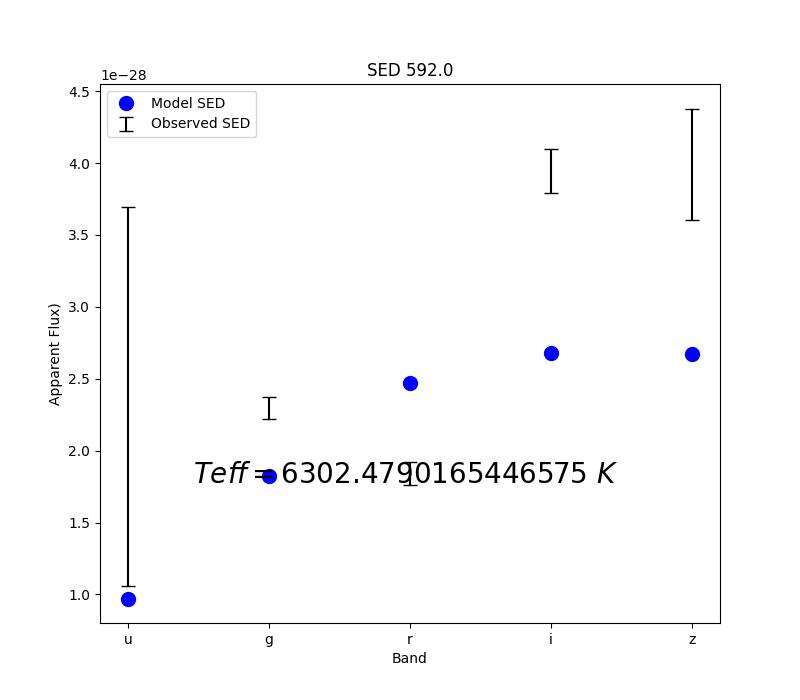 SED 592.0
1e−28
4.5
4.0
3.5
3.0
2.5
2.0
1.5
1.0
Apparent Flux)
Model SED
Observed SED
Teff = 6302.4790165446575 K
u g r i z
Band